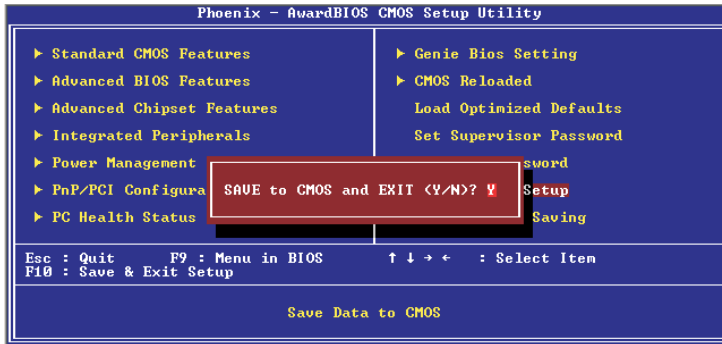 Phoenix - AwardBIOS CMOS Setup Utility
► Standard CMOS Features
► Advanced BIOS Features
► Advanced Chipset Features
► Integrated Peripherals
► Power Management
► PnP/PCI Configura
► PC Health Status
► Genie Bios Setting
► CMOS Reloaded
Load Optimized Defaults
Set Supervisor Password
sword
Setup
Saving
SAVE to CMOS and EXIT (Y/N)? Y
Esc : Quit F9 : Menu in BIOS ↑ ↓ → ← : Select Item
F10 : Save & Exit Setup
Save Data to CMOS